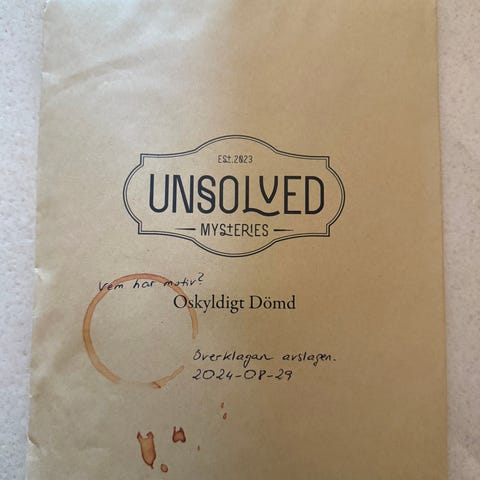 EST.2023
UNSOLVED
MYSTERIES
Vem har motiv?
Oskyldigt Dömd
Överklagan avslagen.
2024-08-29